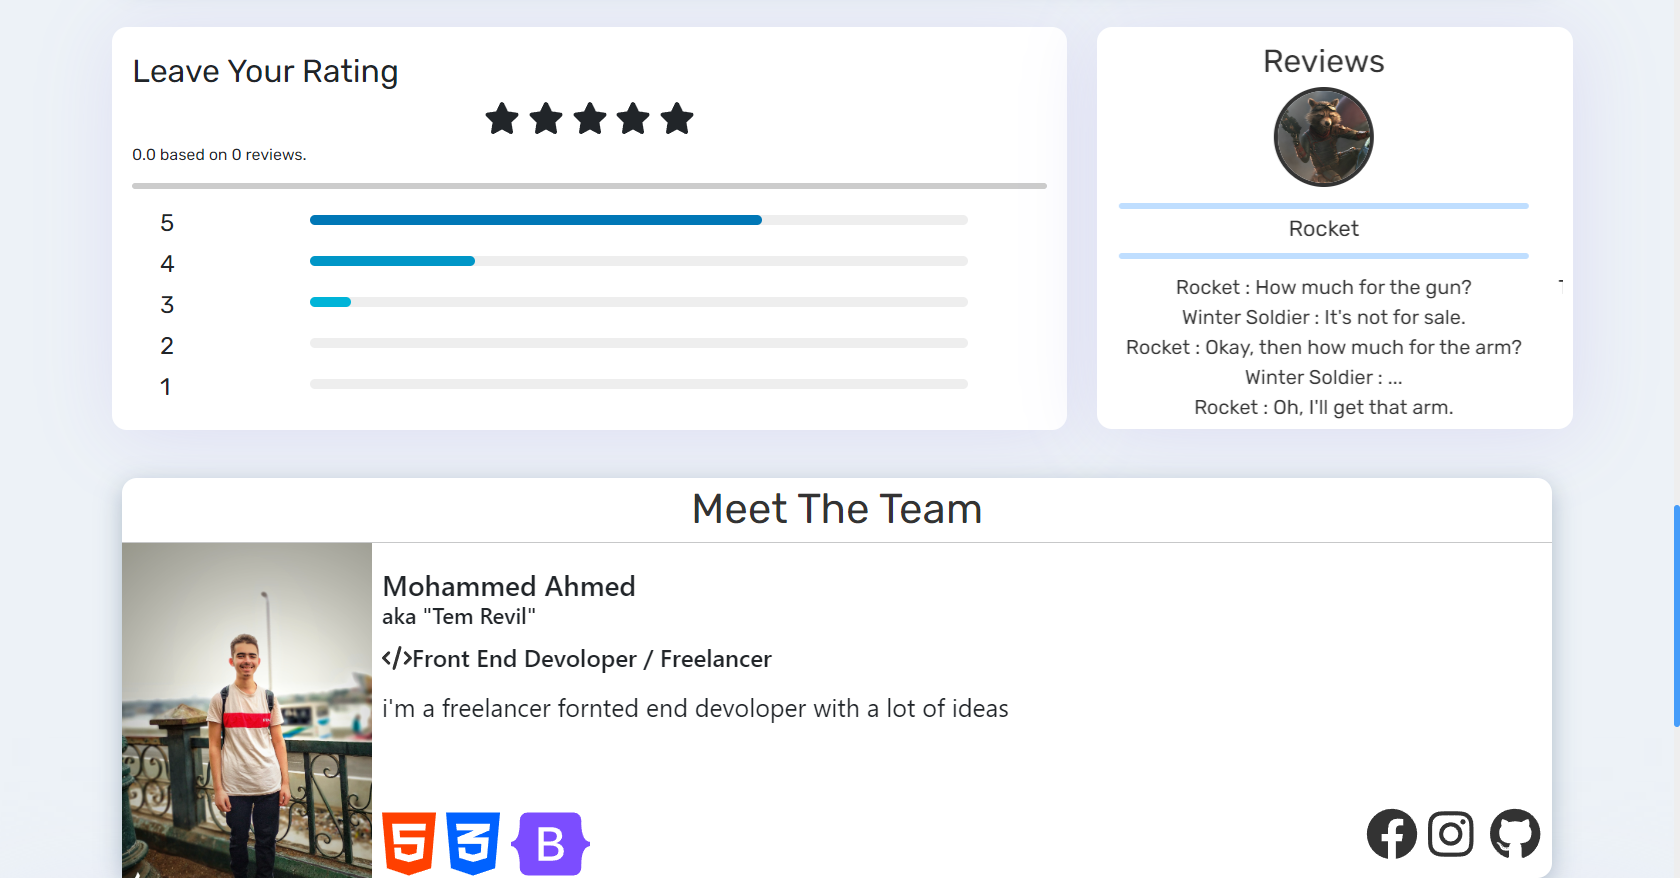 Leave Your Rating
0.0 based on 0 reviews.
5
4
3
2
1
Reviews
Rocket
Rocket : How much for the gun?
Winter Soldier : It's not for sale.
Rocket : Okay, then how much for the arm?
Winter Soldier : ...
Rocket : Oh, I'll get that arm.
Meet The Team
Mohammed Ahmed
aka "Tem Revil"
</>Front End Devoloper / Freelancer
i'm a freelancer fornted end devoloper with a lot of ideas
B